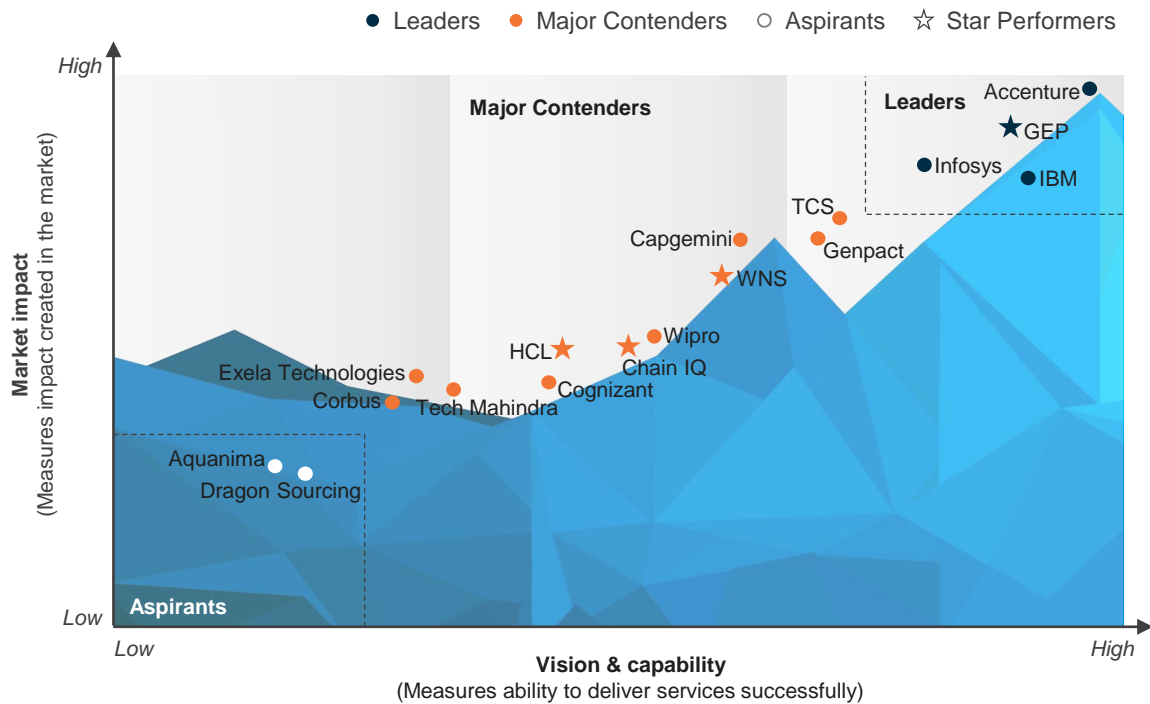 Leaders
Major Contenders
Aspirants
Star Performers
High
Major Contenders
Leaders
Accenture
GEP
Infosys
IBM
TCS
Genpact
Capgemini
WNS
Wipro
HCL
Chain IQ
Exela Technologies
Cognizant
Corbus
Tech Mahindra
Aquanima
Dragon Sourcing
Aspirants
Market impact
(Measures impact created in the market)
Low
Low
High
Vision & capability
(Measures ability to deliver services successfully)